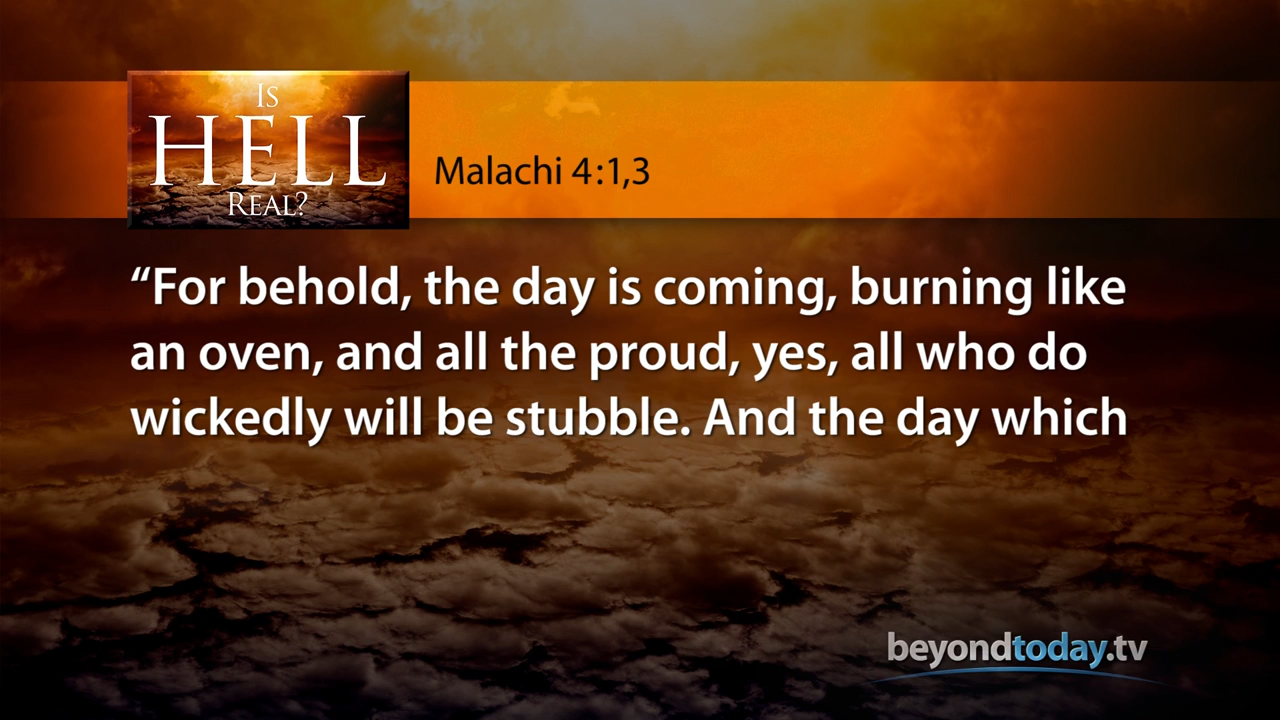 Is
HELL
Real?
Malachi 4:1,3
“For behold, the day is coming, burning like
an oven, and all the proud, yes, all who do
wickedly will be stubble. And the day which
beyondtoday.tv